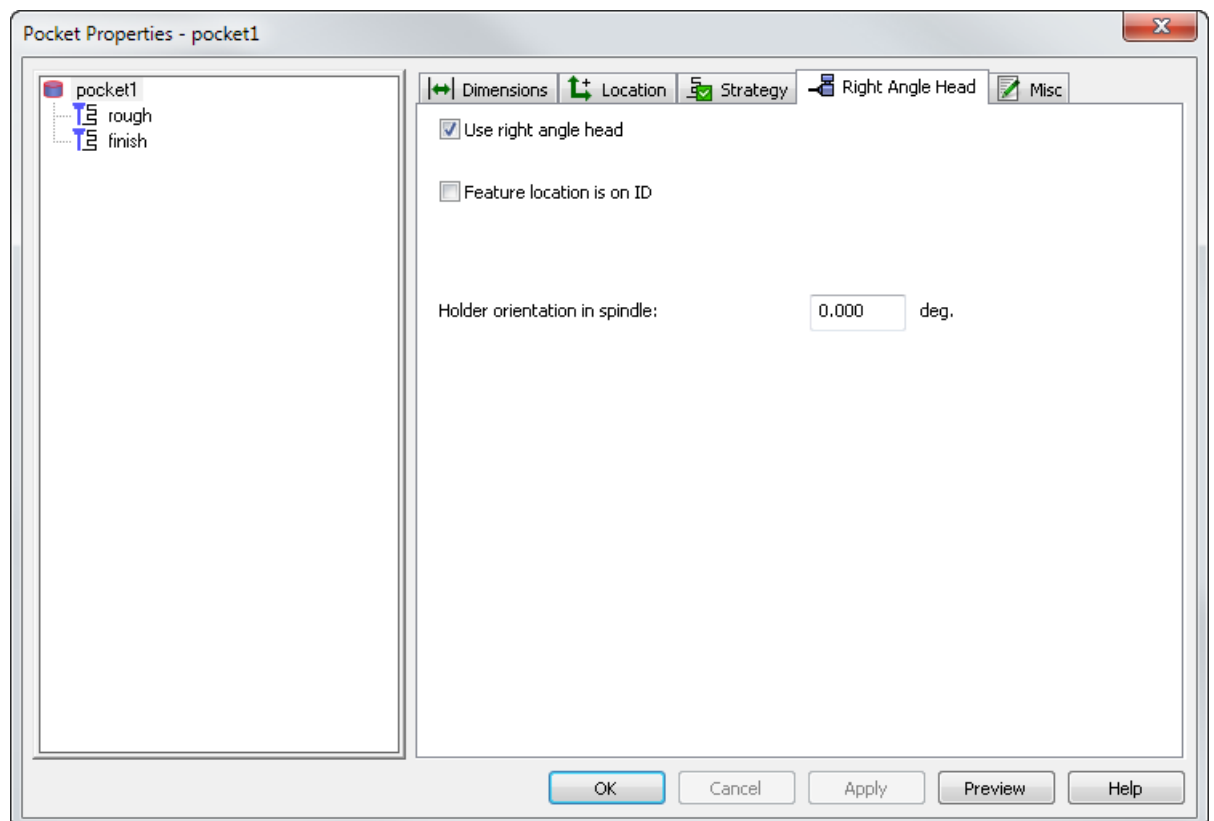 Pocket Properties - pocket1
pocket1
rough
finish
Dimensions Location Strategy Right Angle Head Misc
Use right angle head
Feature location is on ID
Holder orientation in spindle: 0.000 deg.
OK Cancel Apply Preview Help